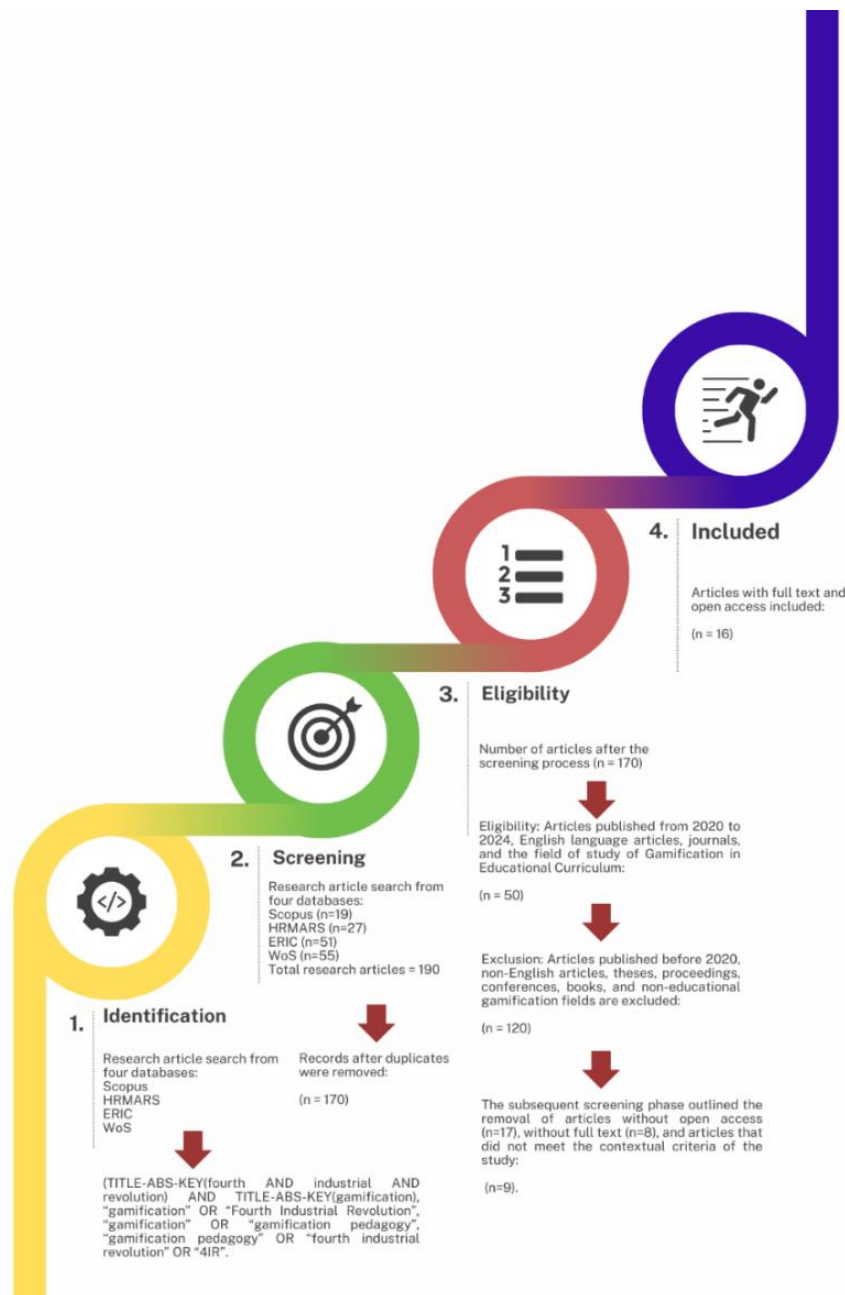 </>
1. Identification
Research article search from
four databases:
Scopus
HRMARS
ERIC
WoS
(TITLE-ABS-KEY(fourth AND industrial AND
revolution) AND TITLE-ABS-KEY(gamification),
"gamification" OR "Fourth Industrial Revolution",
"gamification" OR "gamification pedagogy",
"gamification pedagogy" OR "fourth industrial
revolution" OR "4IR".
2. Screening
Research article search from
four databases:
Scopus (n=19)
HRMARS (n=27)
ERIC (n=51)
WoS (n=55)
Total research articles = 190
Records after duplicates
were removed:
(n = 170)
1
2
3
3. Eligibility
Number of articles after the
screening process (n = 170)
Eligibility: Articles published from 2020 to
2024, English language articles, journals,
and the field of study of Gamification in
Educational Curriculum:
(n = 50)
Exclusion: Articles published before 2020,
non-English articles, theses, proceedings,
conferences, books, and non-educational
gamification fields are excluded:
(n = 120)
The subsequent screening phase outlined the
removal of articles without open access
(n=17), without full text (n=8), and articles that
did not meet the contextual criteria of the
study:
(n=9).
4. Included
Articles with full text and
open access included:
(n = 16)